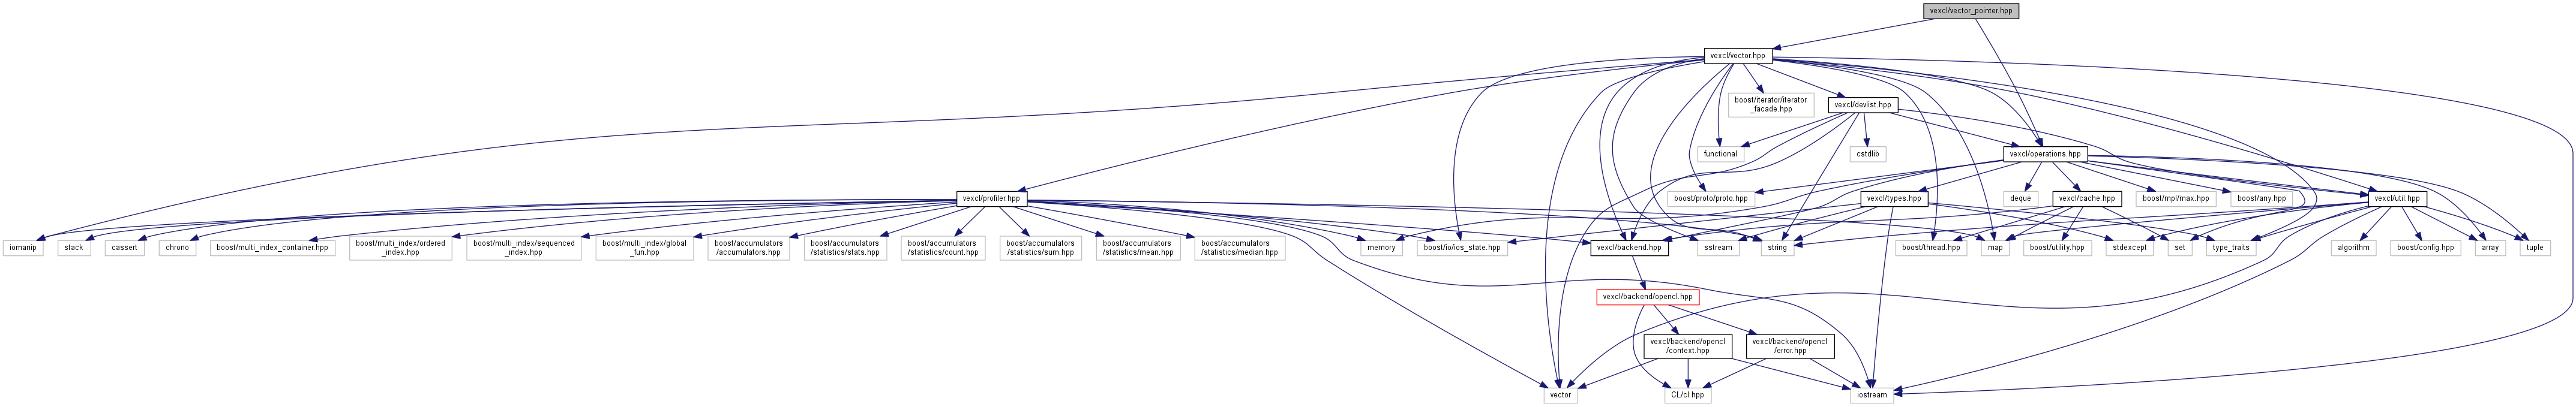 vexcl/vector_pointer.hpp
vexcl/vector.hpp
boost/iterator/iterator
_facade.hpp
vexcl/devlist.hpp
functional
cstdlib
vexcl/operations.hpp
vexcl/profiler.hpp
boost/proto/proto.hpp
vexcl/types.hpp
deque
vexcl/cache.hpp
boost/mpl/max.hpp
boost/any.hpp
vexcl/util.hpp
iomanip
stack
cassert
chrono
boost/multi_index_container.hpp
boost/multi_index/ordered
_index.hpp
boost/multi_index/sequenced
_index.hpp
boost/multi_index/global
_fun.hpp
boost/accumulators
/accumulators.hpp
boost/accumulators
/statistics/stats.hpp
boost/accumulators
/statistics/count.hpp
boost/accumulators
/statistics/sum.hpp
boost/accumulators
/statistics/mean.hpp
boost/accumulators
/statistics/median.hpp
memory
boost/io/ios_state.hpp
vexcl/backend.hpp
sstream
string
boost/thread.hpp
map
boost/utility.hpp
stdexcept
set
type_traits
algorithm
boost/config.hpp
array
tuple
vexcl/backend/opencl.hpp
vexcl/backend/opencl
/context.hpp
vexcl/backend/opencl
/error.hpp
vector
CL/cl.hpp
iostream